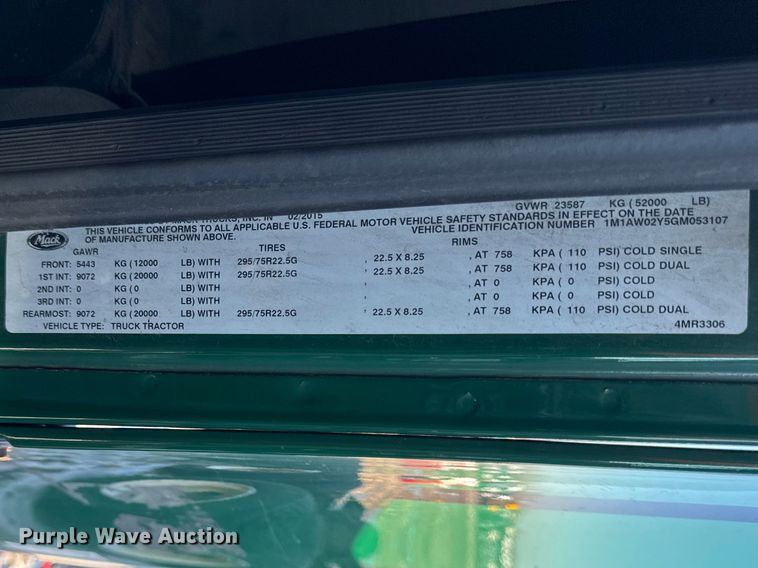 OF MACK TRUCKS, INC. IN 02/2015 GVWR 23587 KG ( 52000 LB)
THIS VEHICLE CONFORMS TO ALL APPLICABLE U.S. FEDERAL MOTOR VEHICLE SAFETY STANDARDS IN EFFECT ON THE DATE
OF MANUFACTURE SHOWN ABOVE. VEHICLE IDENTIFICATION NUMBER 1M1AW02Y5GM053107
Mack
GAWR TIRES RIMS
FRONT: 5443 KG ( 12000 LB) WITH 295/75R22.5G , 22.5 X 8.25 , AT 758 KPA ( 110 PSI) COLD SINGLE
1ST INT: 9072 KG ( 20000 LB) WITH 295/75R22.5G , 22.5 X 8.25 , AT 758 KPA ( 110 PSI) COLD DUAL
2ND INT: 0 KG ( 0 LB) WITH , , AT 0 KPA ( 0 PSI) COLD
3RD INT: 0 KG ( 0 LB) WITH , , AT 0 KPA ( 0 PSI) COLD
REARMOST: 9072 KG ( 20000 LB) WITH 295/75R22.5G , 22.5 X 8.25 , AT 758 KPA ( 110 PSI) COLD DUAL
VEHICLE TYPE: TRUCK TRACTOR 4MR3306
Purple Wave Auction